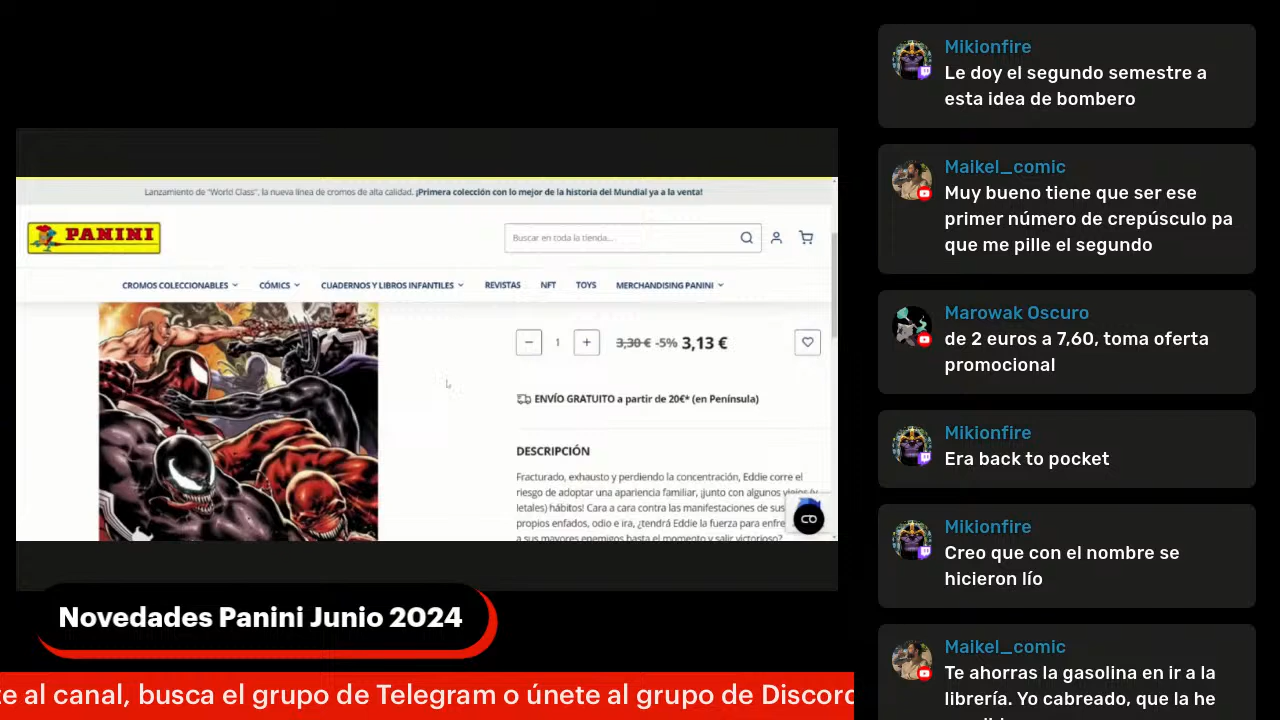 Lanzamiento de "World Class", la nueva línea de cromos de alta calidad. ¡Primera colección con lo mejor de la historia del Mundial ya a la venta!
PANINI
Buscar en toda la tienda...
CROMOS COLECCIONABLES
CÓMICS
CUADERNOS Y LIBROS INFANTILES
REVISTAS
NFT
TOYS
MERCHANDISING PANINI
− 1 + 3,30 € -5% 3,13 €
ENVÍO GRATUITO a partir de 20€* (en Península)
DESCRIPCIÓN
Fracturado, exhausto y perdiendo la concentración, Eddie corre el
riesgo de adoptar una apariencia familiar, ¡junto con algunos viejos (y
letales) hábitos! Cara a cara contra las manifestaciones de sus
propios enfados, odio e ira, ¿tendrá Eddie la fuerza para enfre
a sus mayores enemigos hasta el momento y salir victorioso?
Novedades Panini Junio 2024
te al canal, busca el grupo de Telegram o únete al grupo de Discord
Mikionfire
Le doy el segundo semestre a
esta idea de bombero
Maikel_comic
Muy bueno tiene que ser ese
primer número de crepúsculo pa
que me pille el segundo
Marowak Oscuro
de 2 euros a 7,60, toma oferta
promocional
Mikionfire
Era back to pocket
Mikionfire
Creo que con el nombre se
hicieron lío
Maikel_comic
Te ahorras la gasolina en ir a la
librería. Yo cabreado, que la he